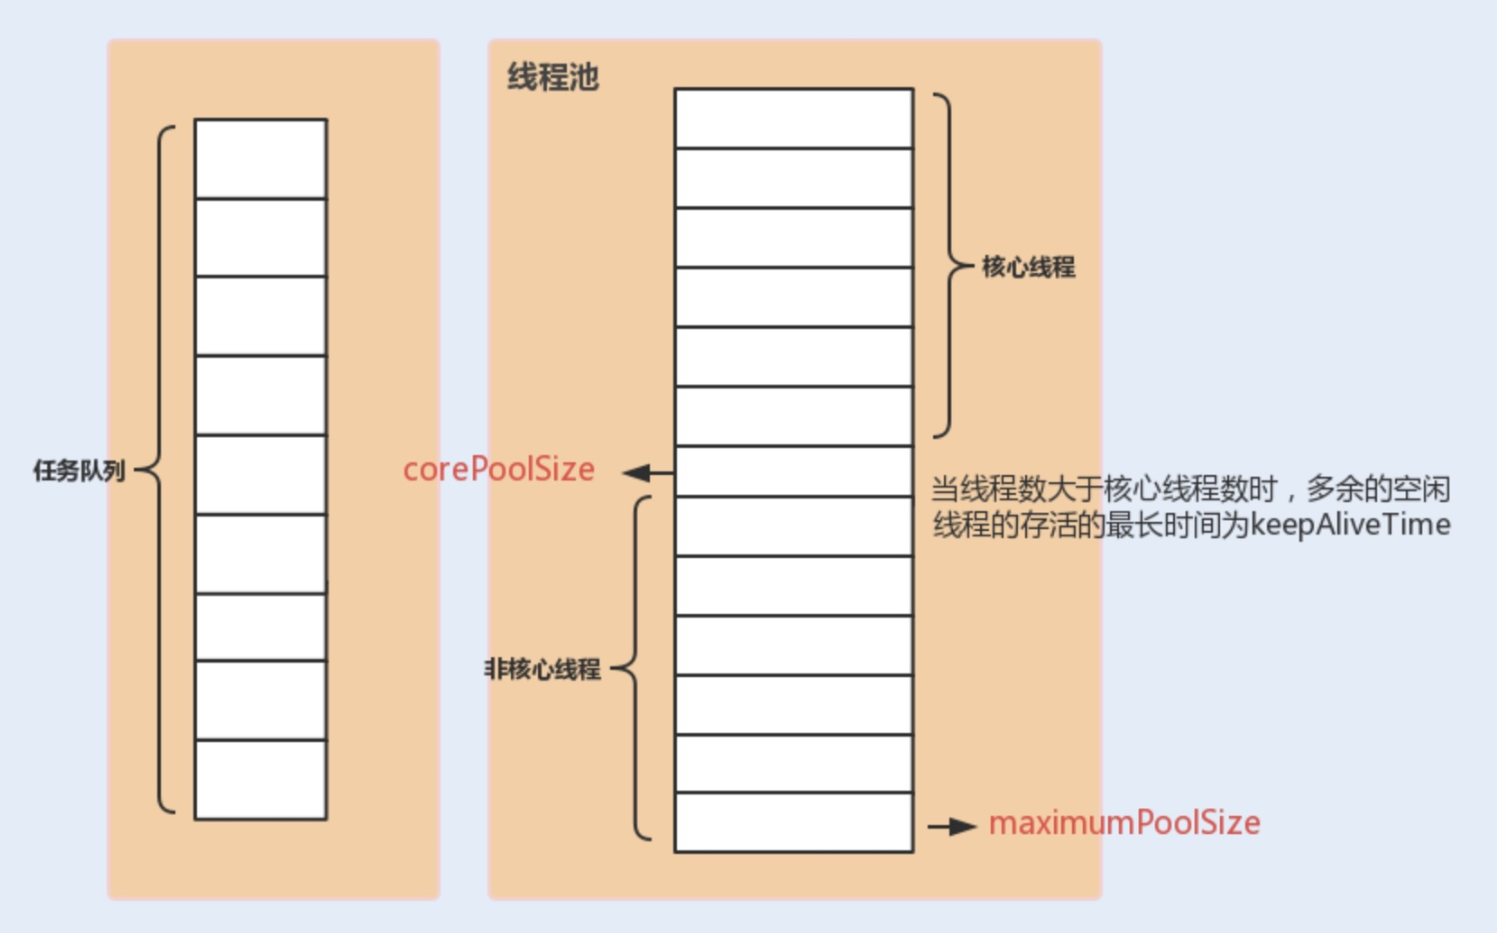 线程池
核心线程
任务队列
corePoolSize
当线程数大于核心线程数时，多余的空闲
线程的存活的最长时间为keepAliveTime
非核心线程
maximumPoolSize